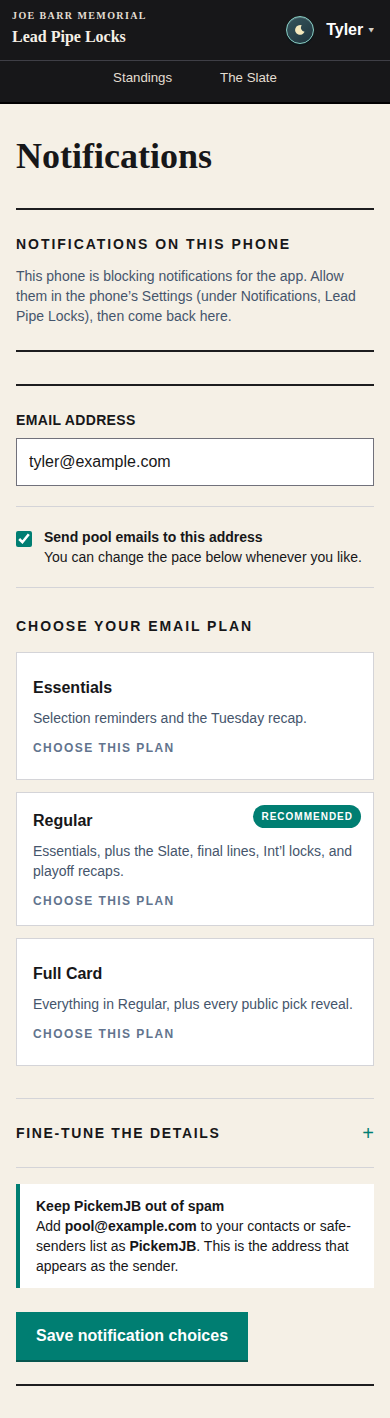 JOE BARR MEMORIAL
Lead Pipe Locks
Tyler ▾
Standings The Slate
Notifications
NOTIFICATIONS ON THIS PHONE
This phone is blocking notifications for the app. Allow
them in the phone’s Settings (under Notifications, Lead
Pipe Locks), then come back here.
EMAIL ADDRESS
tyler@example.com
Send pool emails to this address
You can change the pace below whenever you like.
CHOOSE YOUR EMAIL PLAN
Essentials
Selection reminders and the Tuesday recap.
CHOOSE THIS PLAN
RECOMMENDED
Regular
Essentials, plus the Slate, final lines, Int’l locks, and
playoff recaps.
CHOOSE THIS PLAN
Full Card
Everything in Regular, plus every public pick reveal.
CHOOSE THIS PLAN
FINE-TUNE THE DETAILS +
Keep PickemJB out of spam
Add pool@example.com to your contacts or safe-
senders list as PickemJB. This is the address that
appears as the sender.
Save notification choices